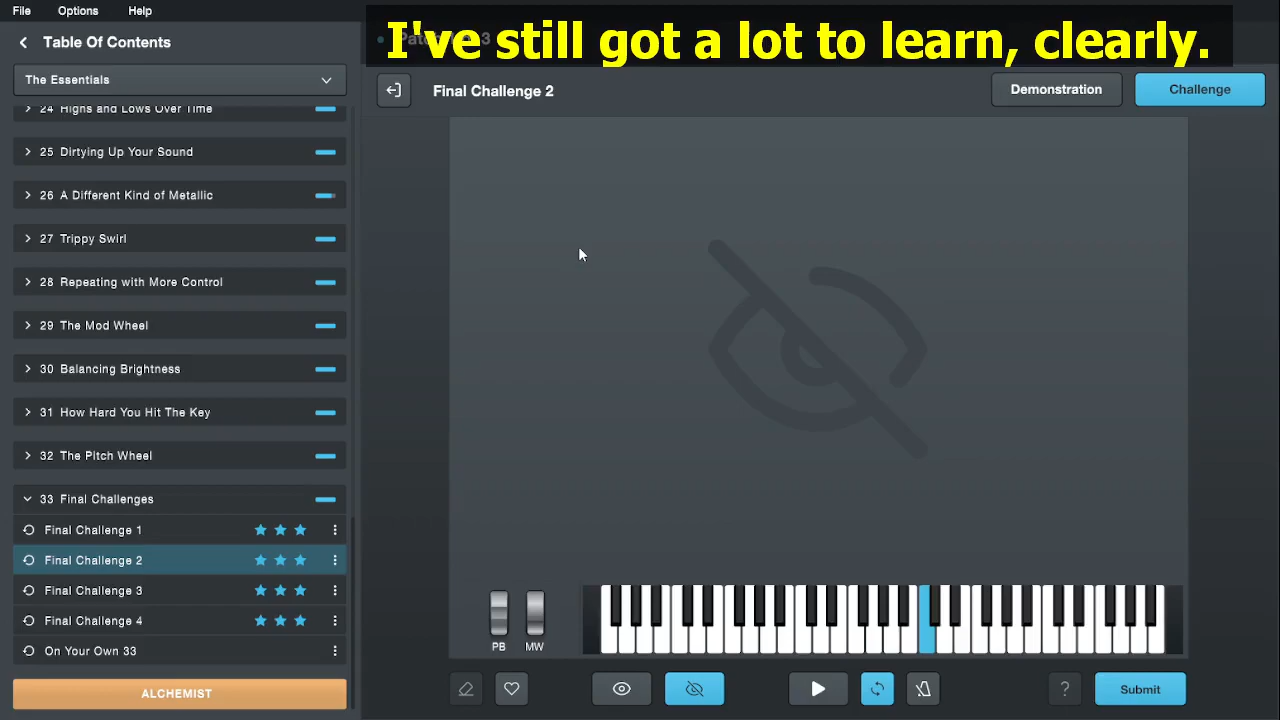 File Options Help
I've still got a lot to learn, clearly.
Table Of Contents
The Essentials
Final Challenge 2
Demonstration
Challenge
24 Highs and Lows Over Time
25 Dirtying Up Your Sound
26 A Different Kind of Metallic
27 Trippy Swirl
28 Repeating with More Control
29 The Mod Wheel
30 Balancing Brightness
31 How Hard You Hit The Key
32 The Pitch Wheel
33 Final Challenges
Final Challenge 1
Final Challenge 2
Final Challenge 3
Final Challenge 4
On Your Own 33
ALCHEMIST
PB MW
?
Submit